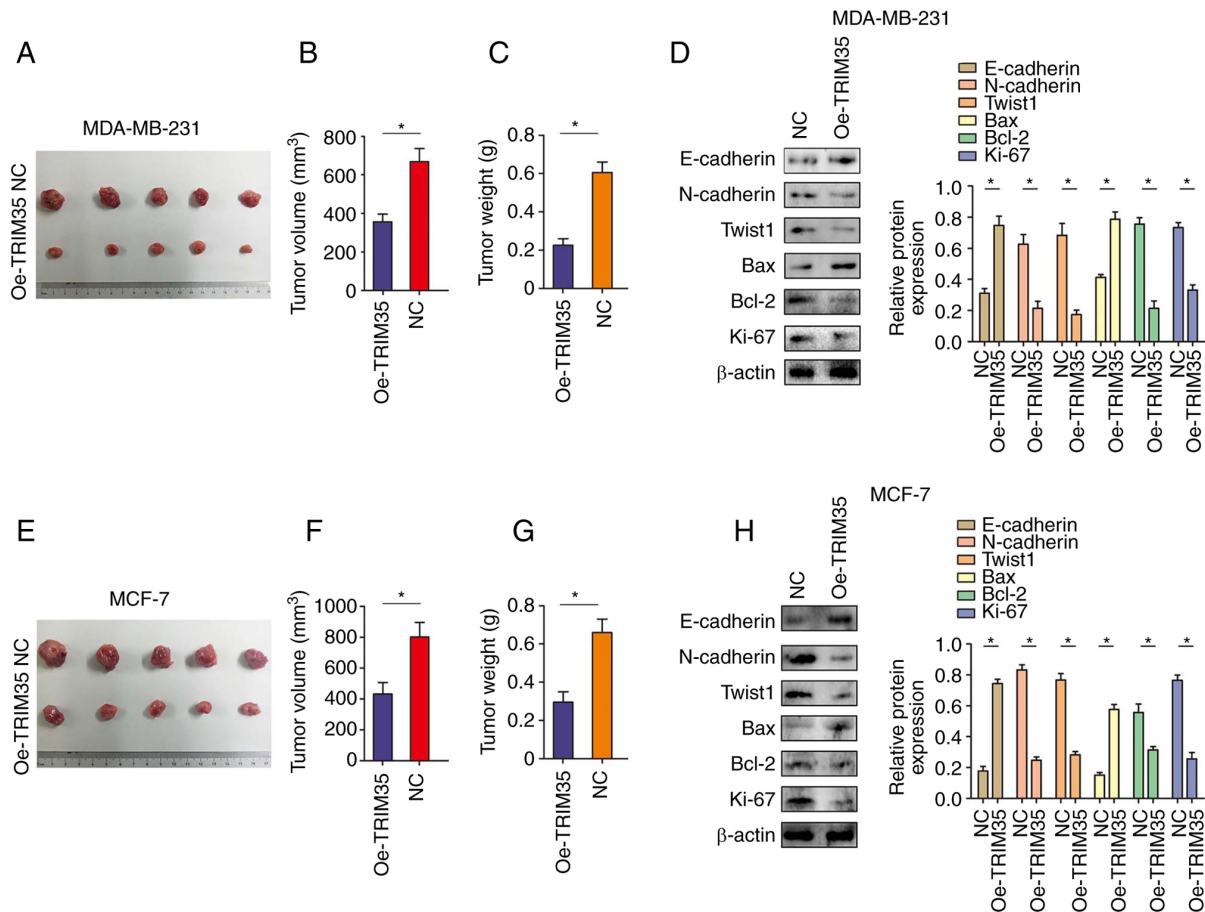 MDA-MB-231
A
B
C
D
MDA-MB-231
Oe-TRIM35 NC
Tumor volume (mm3)
800
600
400
200
0
*
Oe-TRIM35
NC
Tumor weight (g)
0.8
0.6
0.4
0.2
0.0
*
Oe-TRIM35
NC
NC
Oe-TRIM35
E-cadherin
N-cadherin
Twist1
Bax
Bcl-2
Ki-67
β-actin
E-cadherin
N-cadherin
Twist1
Bax
Bcl-2
Ki-67
Relative protein
expression
1.0
0.8
0.6
0.4
0.2
0.0
* * * * * *
NC
Oe-TRIM35
NC
Oe-TRIM35
NC
Oe-TRIM35
NC
Oe-TRIM35
NC
Oe-TRIM35
NC
Oe-TRIM35
MCF-7
E
F
G
H
MCF-7
Oe-TRIM35 NC
Tumor volume (mm3)
1000
800
600
400
200
0
*
Oe-TRIM35
NC
Tumor weight (g)
0.8
0.6
0.4
0.2
0
*
Oe-TRIM35
NC
NC
Oe-TRIM35
E-cadherin
N-cadherin
Twist1
Bax
Bcl-2
Ki-67
β-actin
E-cadherin
N-cadherin
Twist1
Bax
Bcl-2
Ki-67
Relative protein
expression
1.0
0.8
0.6
0.4
0.2
0.0
* * * * * *
NC
Oe-TRIM35
NC
Oe-TRIM35
NC
Oe-TRIM35
NC
Oe-TRIM35
NC
Oe-TRIM35
NC
Oe-TRIM35